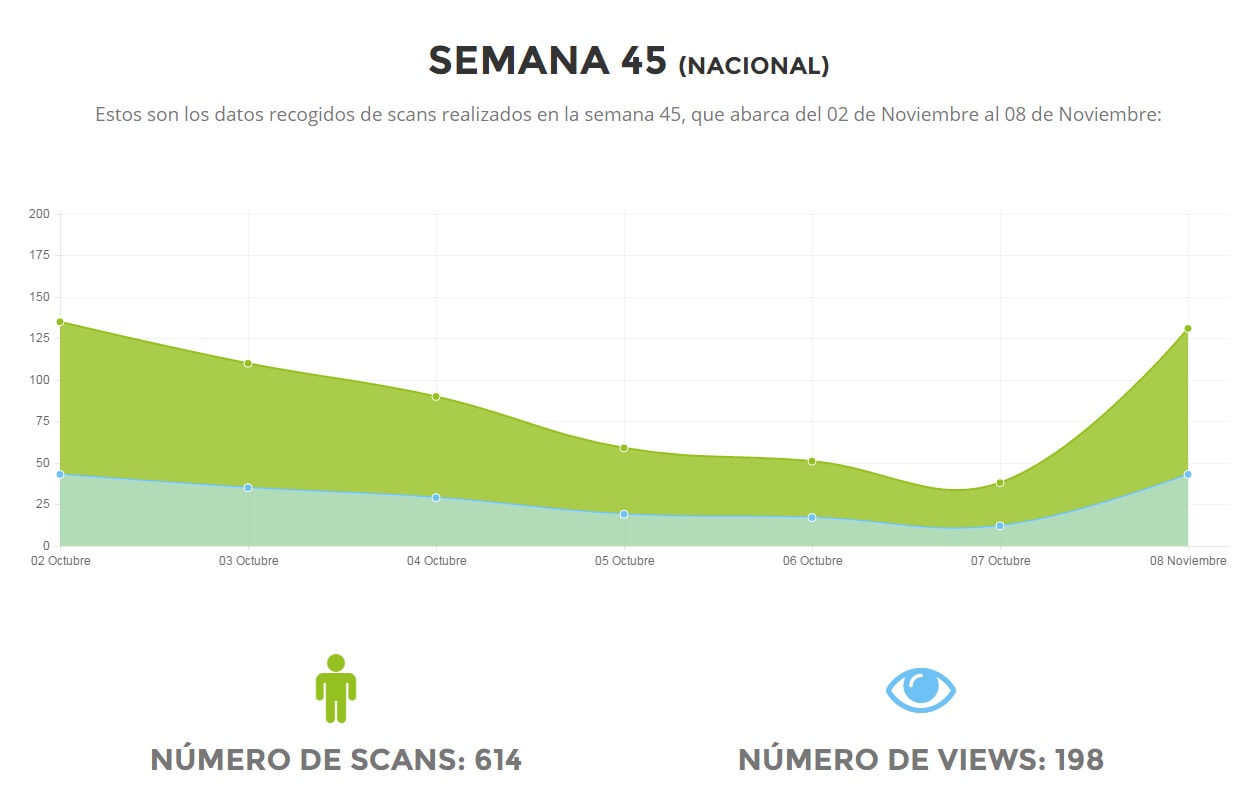 SEMANA 45 (NACIONAL)
Estos son los datos recogidos de scans realizados en la semana 45, que abarca del 02 de Noviembre al 08 de Noviembre:
200
175
150
125
100
75
50
25
0
02 Octubre 03 Octubre 04 Octubre 05 Octubre 06 Octubre 07 Octubre 08 Noviembre
NÚMERO DE SCANS: 614 NÚMERO DE VIEWS: 198